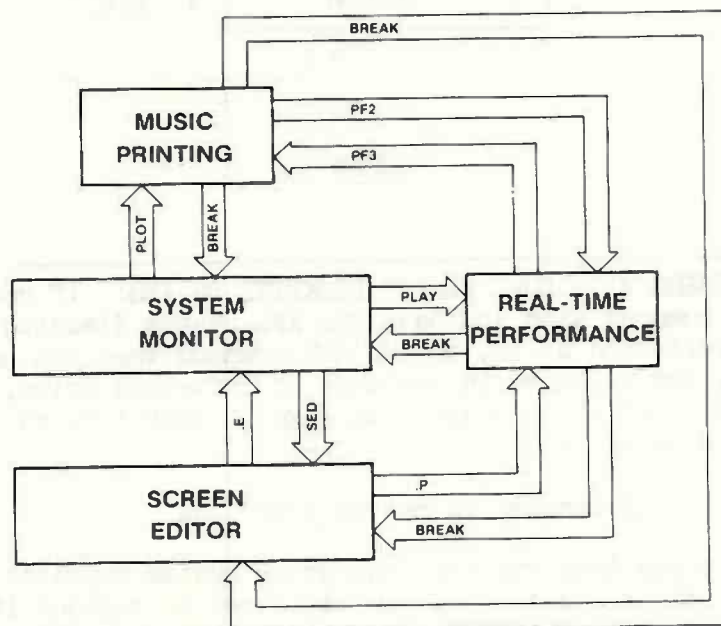 BREAK
MUSIC
PRINTING
PF2
PF3
PLOT
BREAK
SYSTEM
MONITOR
PLAY
BREAK
REAL-TIME
PERFORMANCE
.E
SED
SCREEN
EDITOR
.P
BREAK